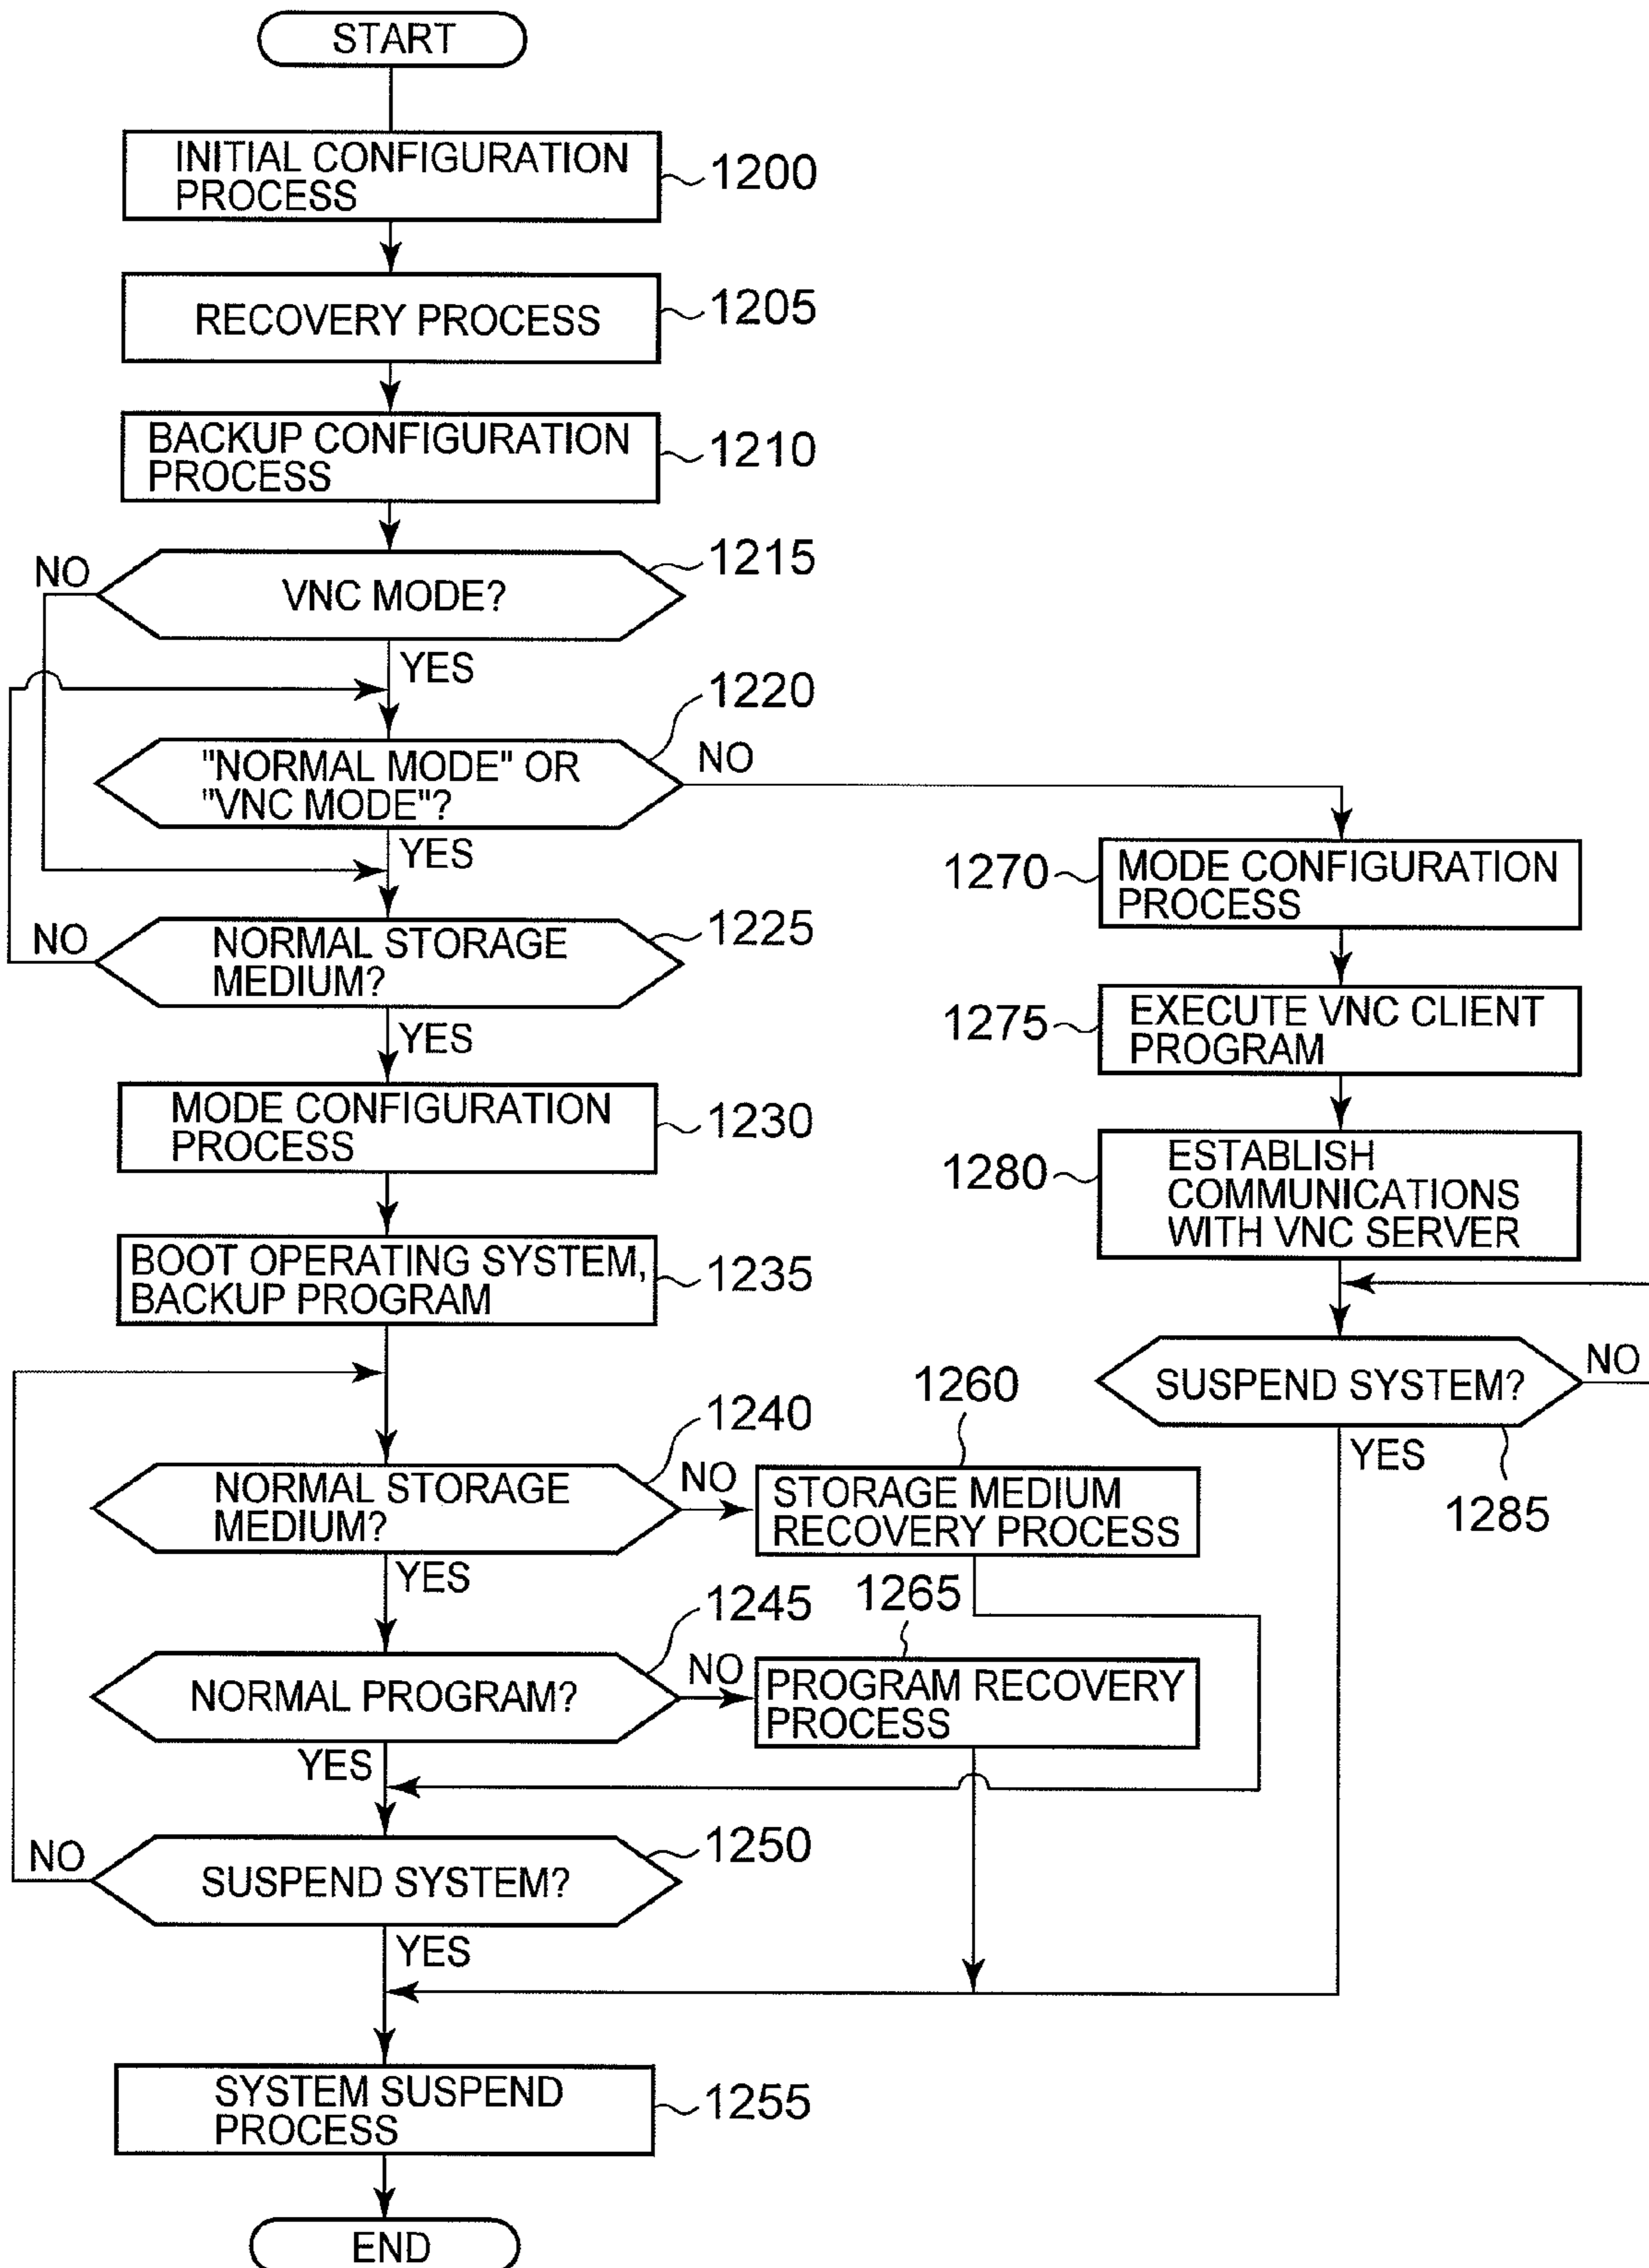 START
INITIAL CONFIGURATION
PROCESS
1200
RECOVERY PROCESS
1205
BACKUP CONFIGURATION
PROCESS
1210
VNC MODE?
1215
NO
YES
"NORMAL MODE" OR
"VNC MODE"?
1220
NO
YES
NORMAL STORAGE
MEDIUM?
1225
NO
YES
MODE CONFIGURATION
PROCESS
1230
BOOT OPERATING SYSTEM,
BACKUP PROGRAM
1235
NORMAL STORAGE
MEDIUM?
1240
NO
YES
STORAGE MEDIUM
RECOVERY PROCESS
1260
NORMAL PROGRAM?
1245
NO
YES
PROGRAM RECOVERY
PROCESS
1265
SUSPEND SYSTEM?
1250
NO
YES
SYSTEM SUSPEND
PROCESS
1255
END
1270
MODE CONFIGURATION
PROCESS
1275
EXECUTE VNC CLIENT
PROGRAM
1280
ESTABLISH
COMMUNICATIONS
WITH VNC SERVER
SUSPEND SYSTEM?
NO
YES
1285